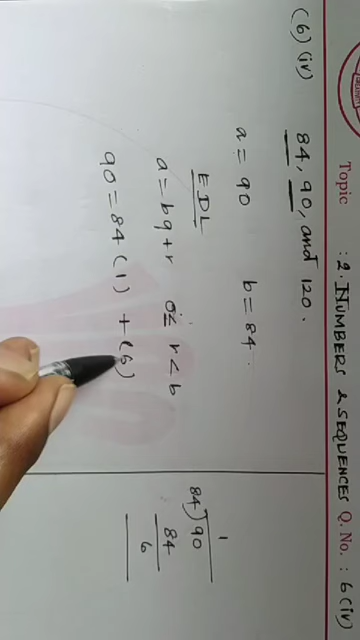 Topic : 2. NUMBERS & SEQUENCES Q. No. : 6(iv)
(6) (iv) 84, 90, and 120.
a = 90 b = 84.
EDL
a = bq + r 0 ≤ r < b
90 = 84 (1) + (6)
1
84) 90
84
6